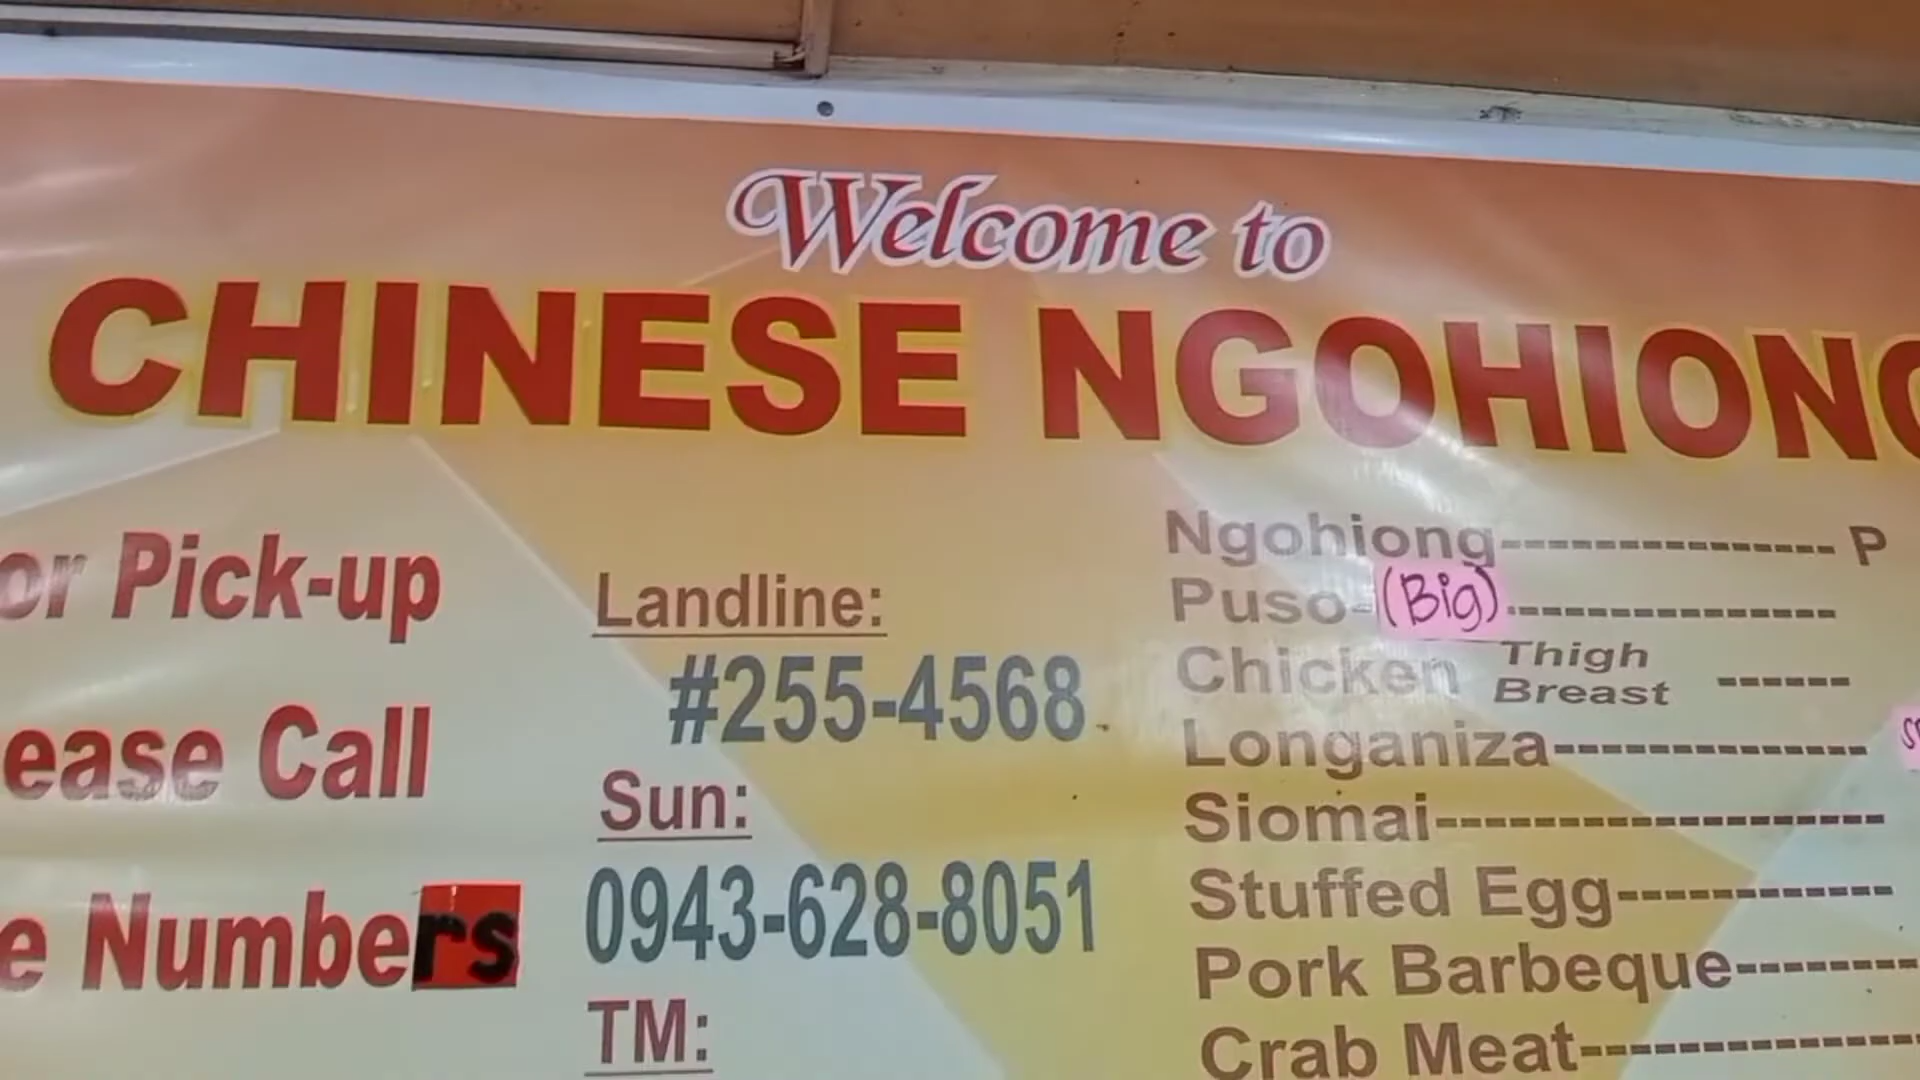 Welcome to
CHINESE NGOHIONG
or Pick-up
ease Call
e Numbers
Landline:
#255-4568
Sun:
0943-628-8051
TM:
Ngohiong--------------- P
Puso-(Big)--------------
Chicken Thigh Breast ------
Longaniza----------------
Siomai--------------------
Stuffed Egg------------
Pork Barbeque--------
Crab Meat---------------